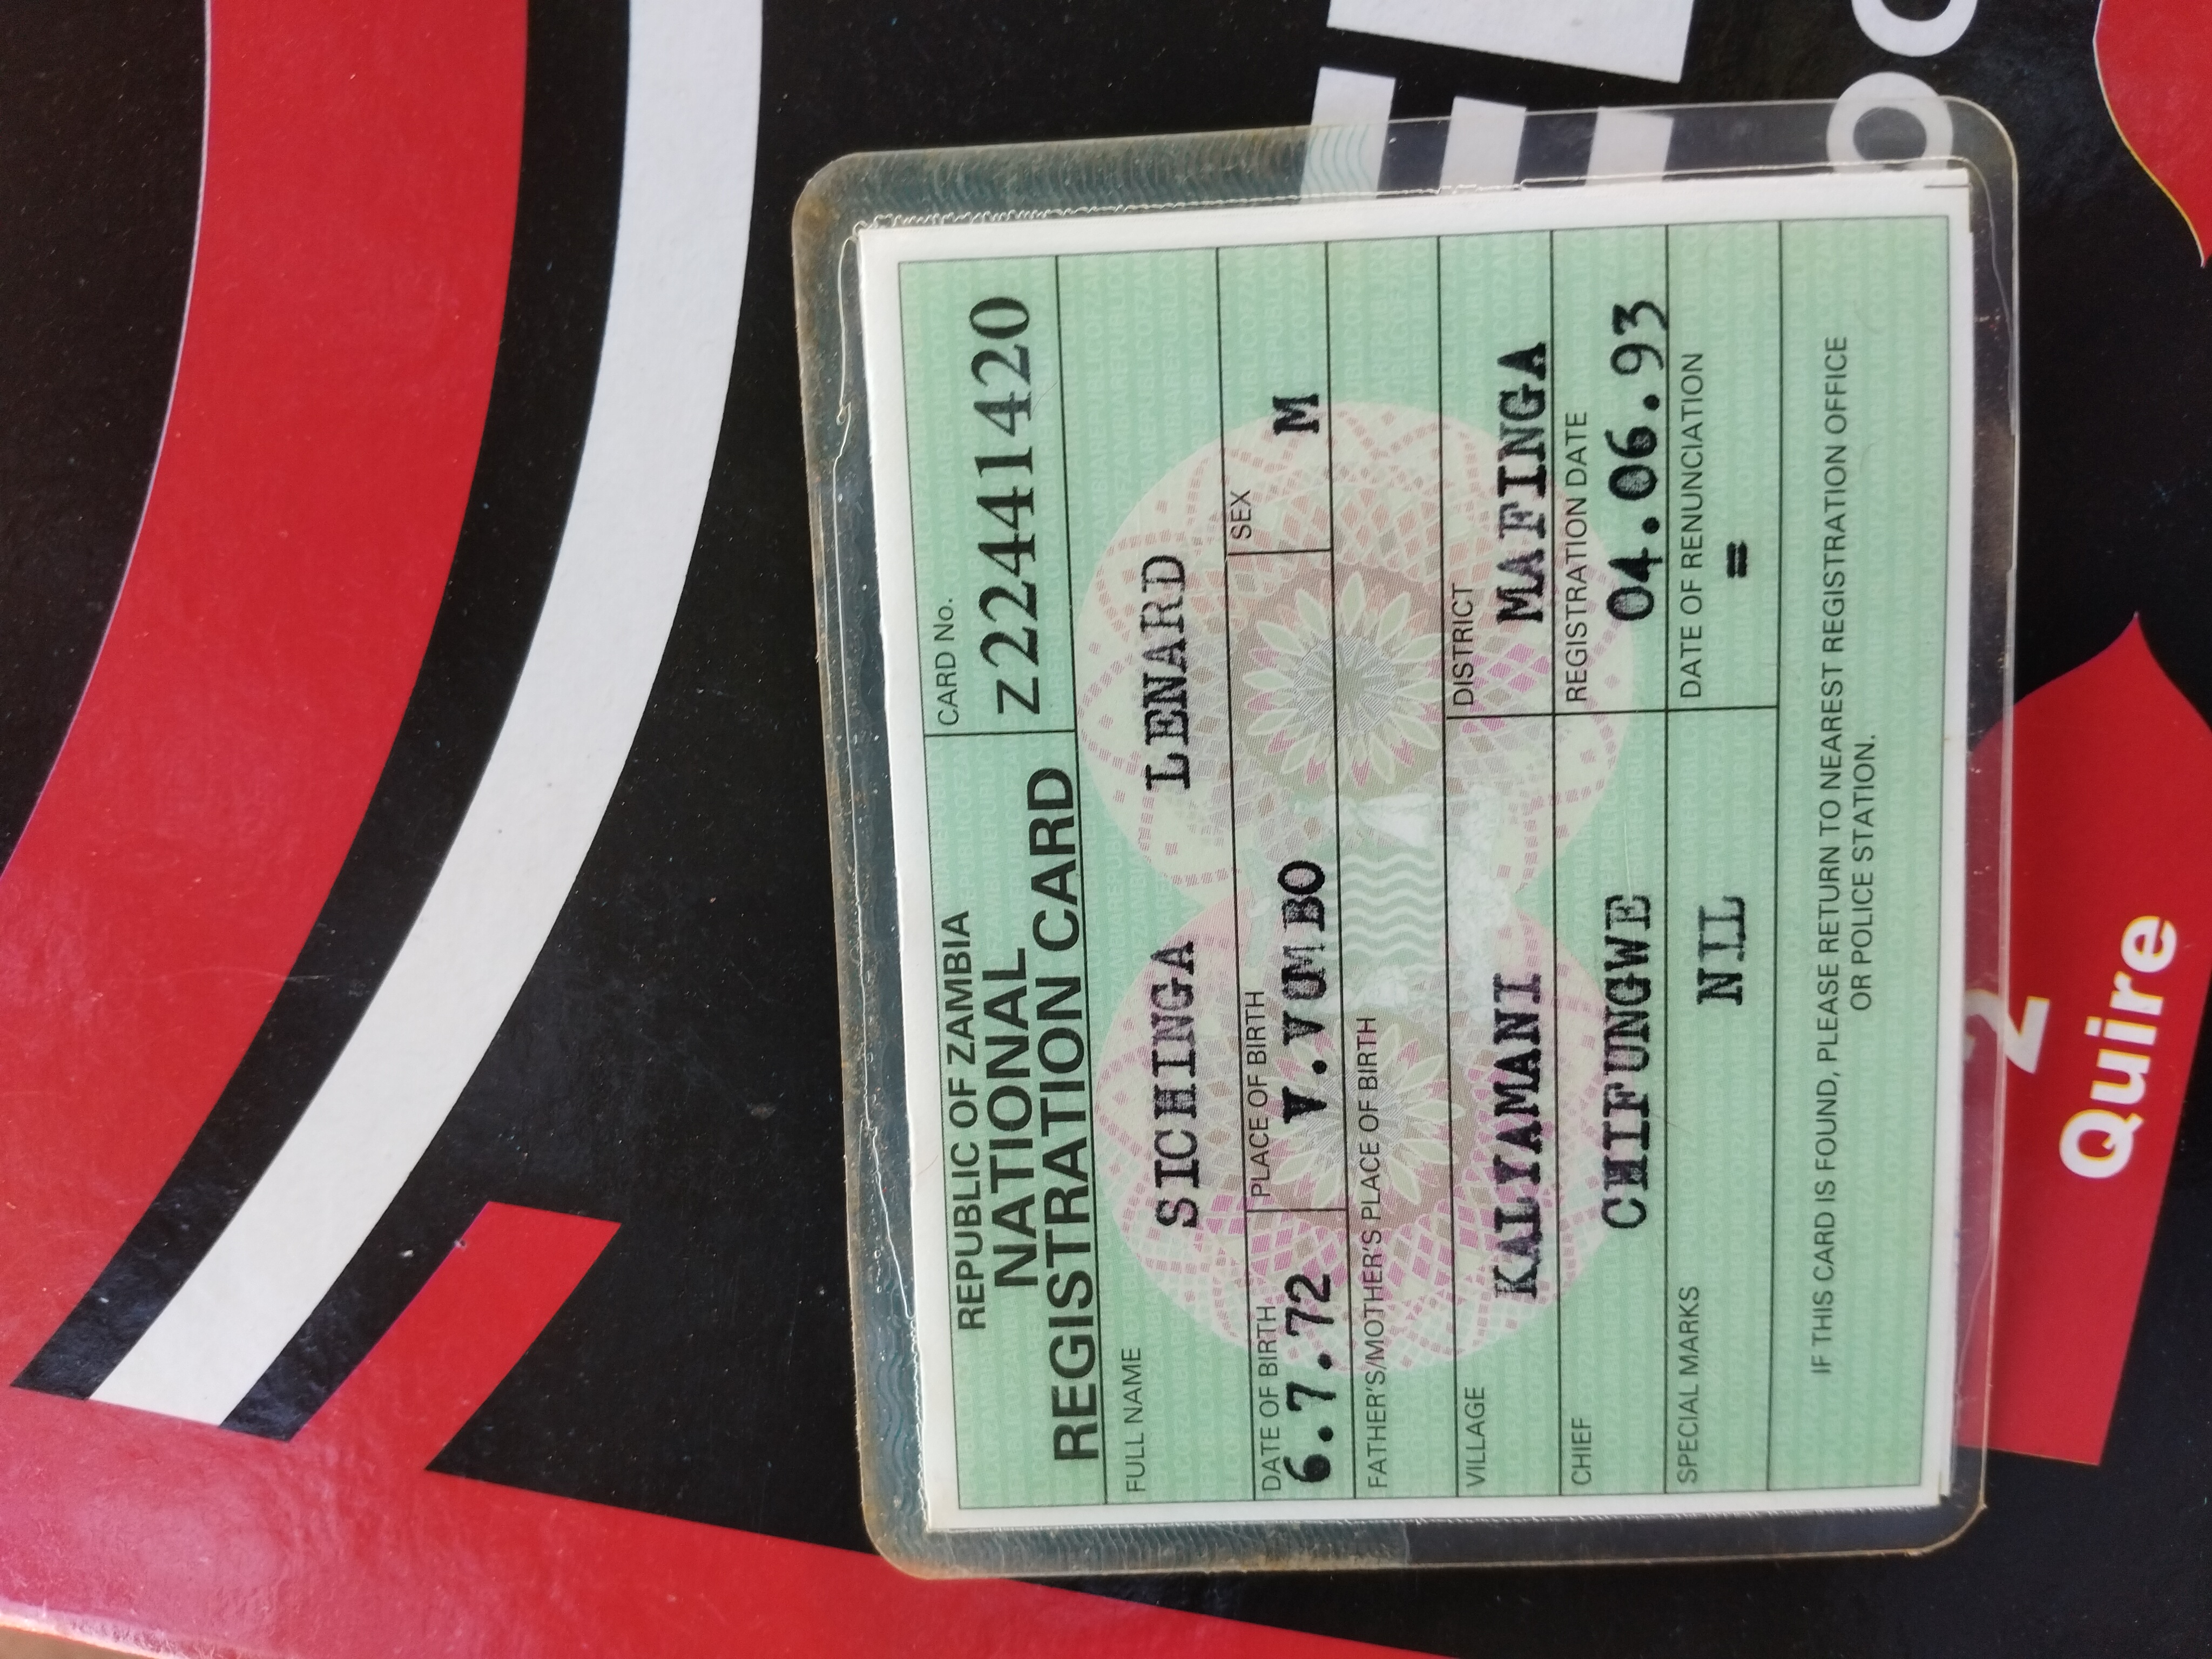 REPUBLIC OF ZAMBIA
NATIONAL
REGISTRATION CARD
CARD No.
Z2441420
FULL NAME
SICHINGA LENARD
DATE OF BIRTH PLACE OF BIRTH SEX
6.7.72 V.VUMBO M
FATHER'S/MOTHER'S PLACE OF BIRTH
VILLAGE DISTRICT
KALYAMANI MAFINGA
CHIEF REGISTRATION DATE
CHIFUNGWE 04.06.93
SPECIAL MARKS DATE OF RENUNCIATION
NIL =
IF THIS CARD IS FOUND, PLEASE RETURN TO NEAREST REGISTRATION OFFICE
OR POLICE STATION.
2
Quire